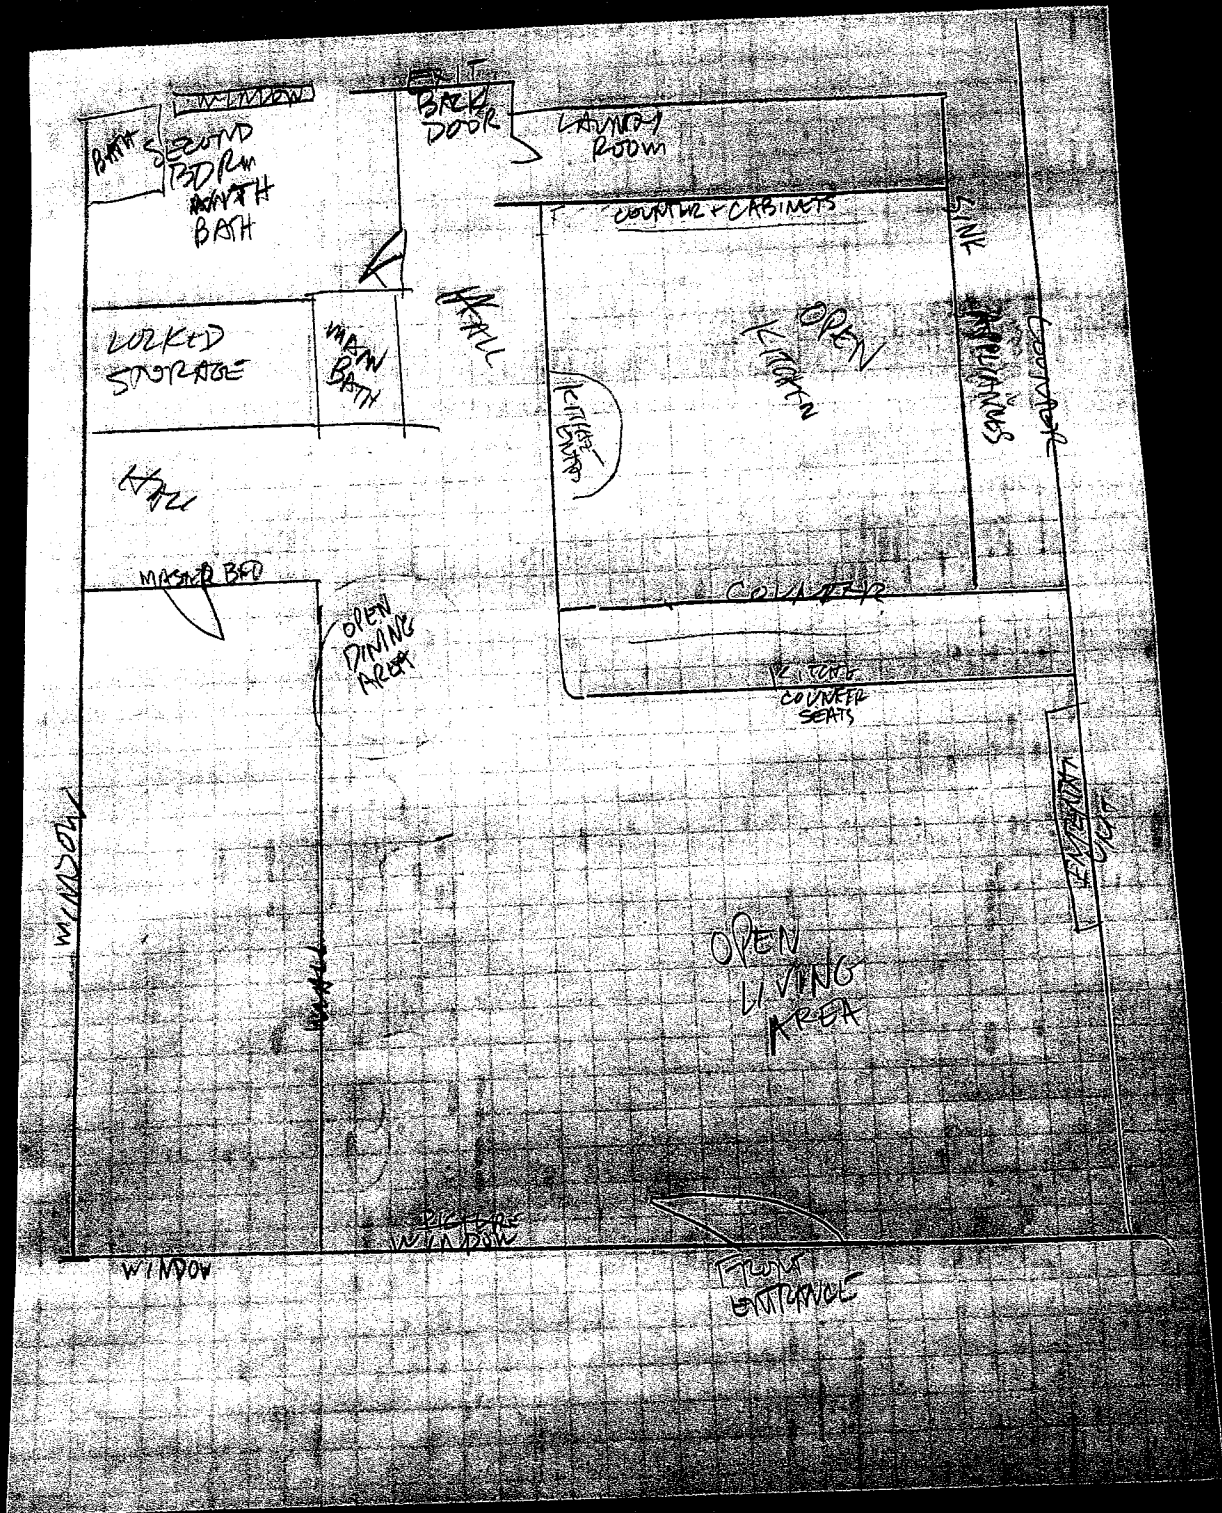 EXIT
WINDOW
BACK
DOOR
BATH
SECOND
BDRM
WITH
BATH
LAUNDRY
ROOM
COUNTER + CABINETS
SINK
HALL
OPEN
KITCHEN
LOCKED
STORAGE
MAIN
BATH
APPLIANCES
COUNTER
HALL
MASTER BED
COUNTER
OPEN
DINING
AREA
COUNTER
SEATS
WINDOW
WALL
OPEN
LIVING
AREA
PICTURE
WINDOW
WINDOW
FRONT
ENTRANCE